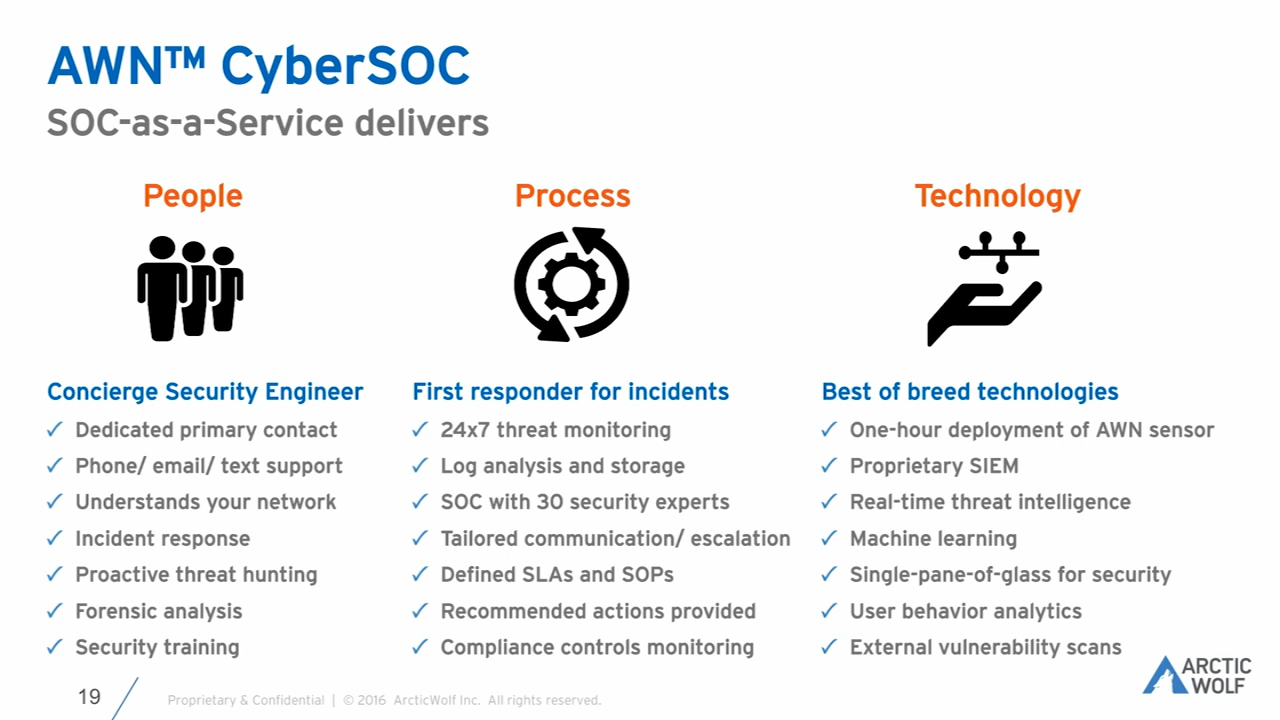 AWN™ CyberSOC
SOC-as-a-Service delivers
People
Concierge Security Engineer
✓ Dedicated primary contact
✓ Phone/ email/ text support
✓ Understands your network
✓ Incident response
✓ Proactive threat hunting
✓ Forensic analysis
✓ Security training
Process
First responder for incidents
✓ 24x7 threat monitoring
✓ Log analysis and storage
✓ SOC with 30 security experts
✓ Tailored communication/ escalation
✓ Defined SLAs and SOPs
✓ Recommended actions provided
✓ Compliance controls monitoring
Technology
Best of breed technologies
✓ One-hour deployment of AWN sensor
✓ Proprietary SIEM
✓ Real-time threat intelligence
✓ Machine learning
✓ Single-pane-of-glass for security
✓ User behavior analytics
✓ External vulnerability scans
19
Proprietary & Confidential | © 2016 ArcticWolf Inc. All rights reserved.
ARCTIC
WOLF